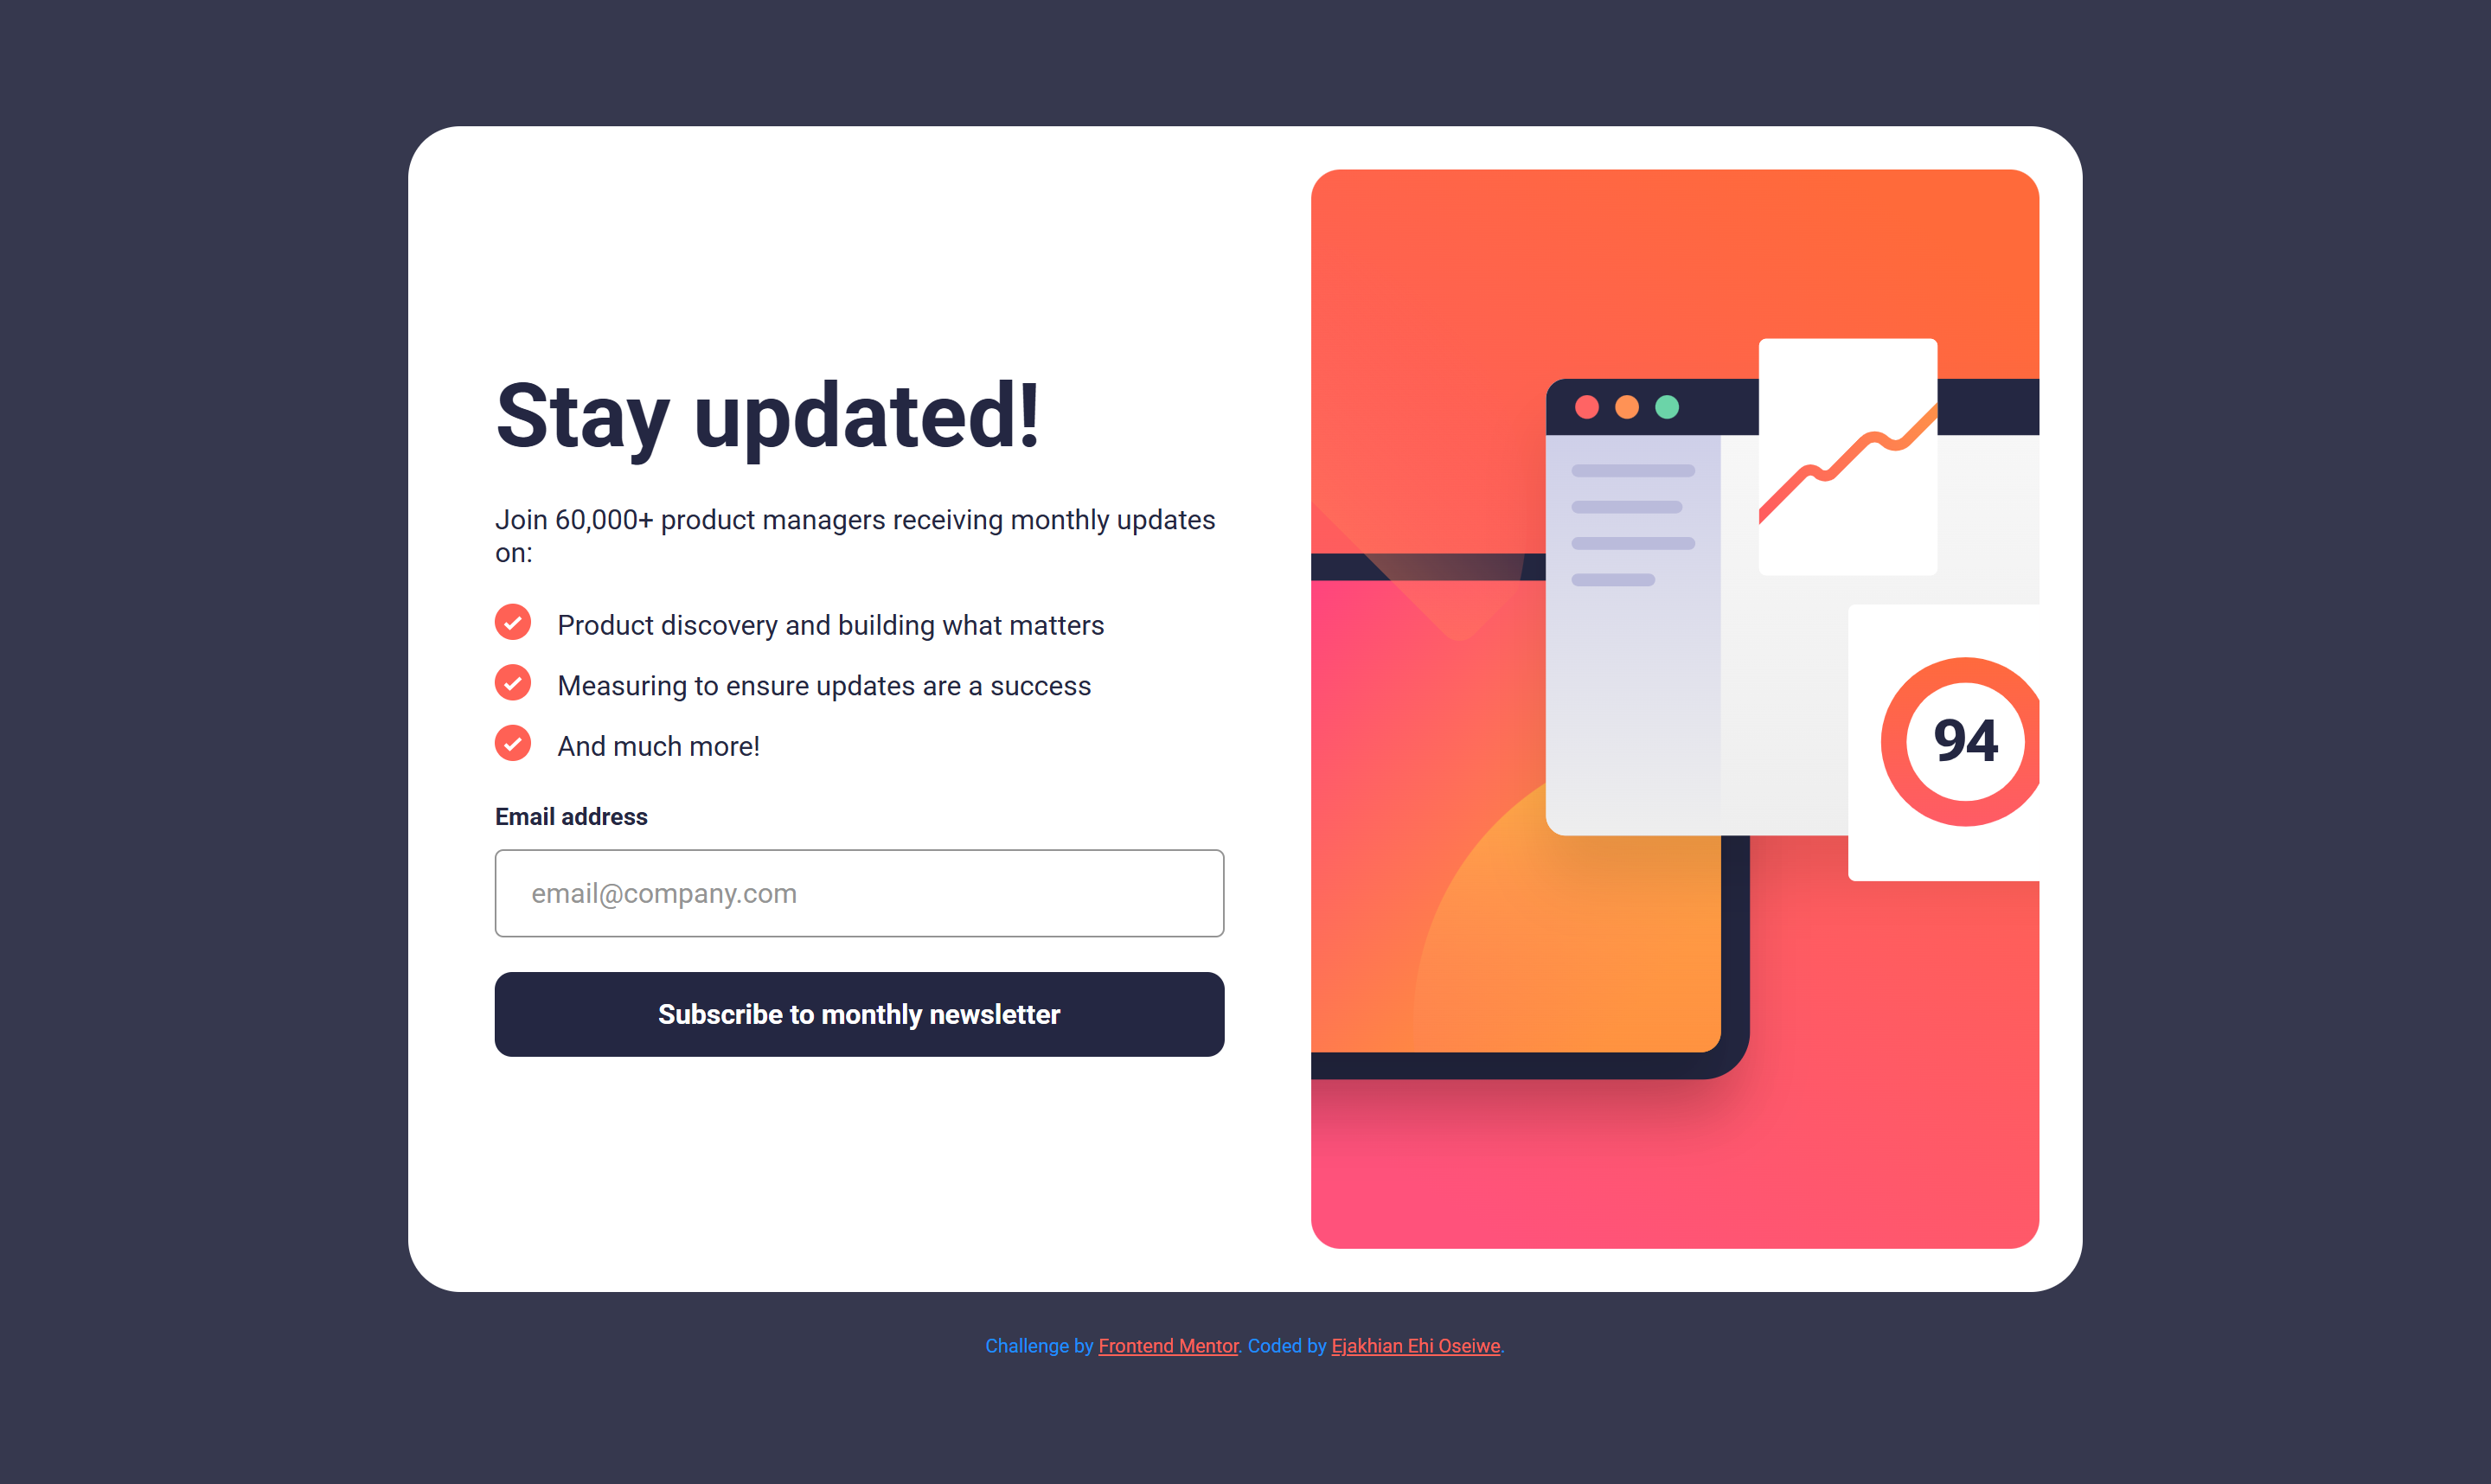 Stay updated!
Join 60,000+ product managers receiving monthly updates
on:
Product discovery and building what matters
Measuring to ensure updates are a success
And much more!
Email address
email@company.com
Subscribe to monthly newsletter
94
Challenge by Frontend Mentor. Coded by Ejakhian Ehi Oseiwe.